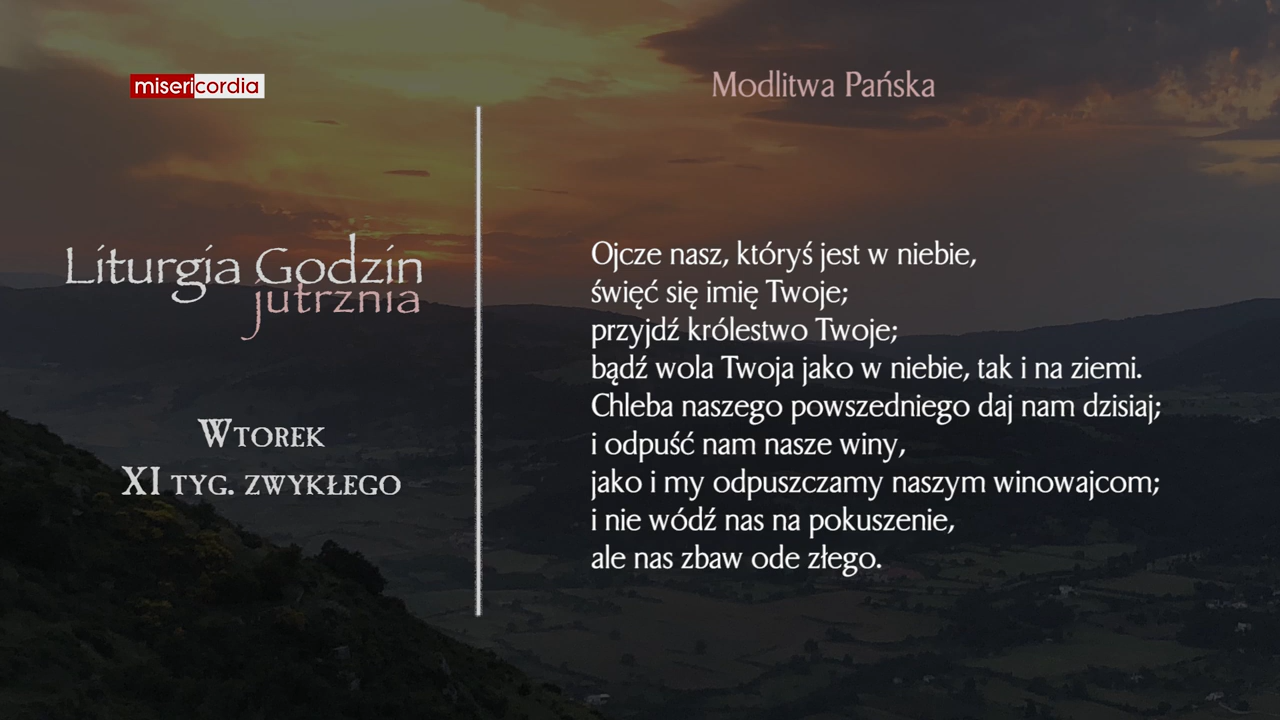 misericordia
Liturgia Godzin
jutrznia
Wtorek
XI tyg. zwykłego
Modlitwa Pańska
Ojcze nasz, któryś jest w niebie,
święć się imię Twoje;
przyjdź królestwo Twoje;
bądź wola Twoja jako w niebie, tak i na ziemi.
Chleba naszego powszedniego daj nam dzisiaj;
i odpuść nam nasze winy,
jako i my odpuszczamy naszym winowajcom;
i nie wódź nas na pokuszenie,
ale nas zbaw ode złego.